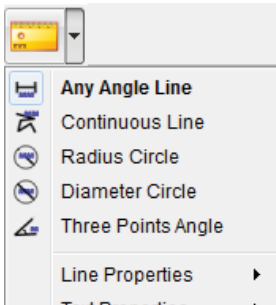 Any Angle Line
Continuous Line
Radius Circle
Diameter Circle
Three Points Angle
Line Properties